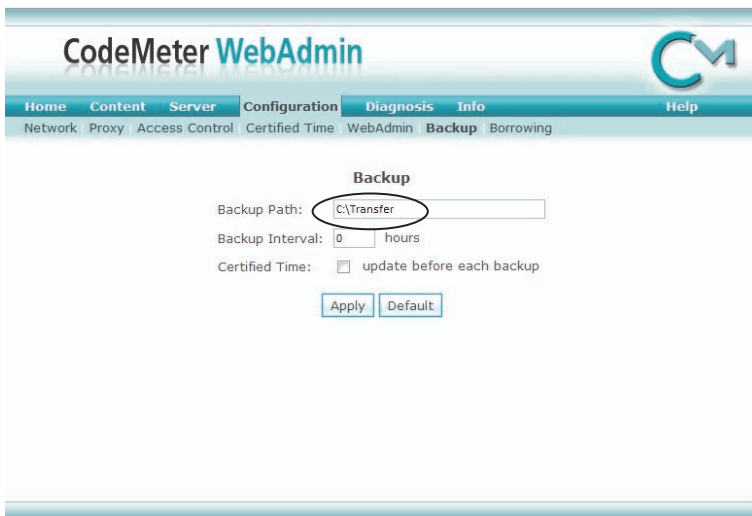 CodeMeter WebAdmin
CM
Home Content Server Configuration Diagnosis Info Help
Network Proxy Access Control Certified Time WebAdmin Backup Borrowing
Backup
Backup Path: C:\Transfer
Backup Interval: 0 hours
Certified Time: update before each backup
Apply Default